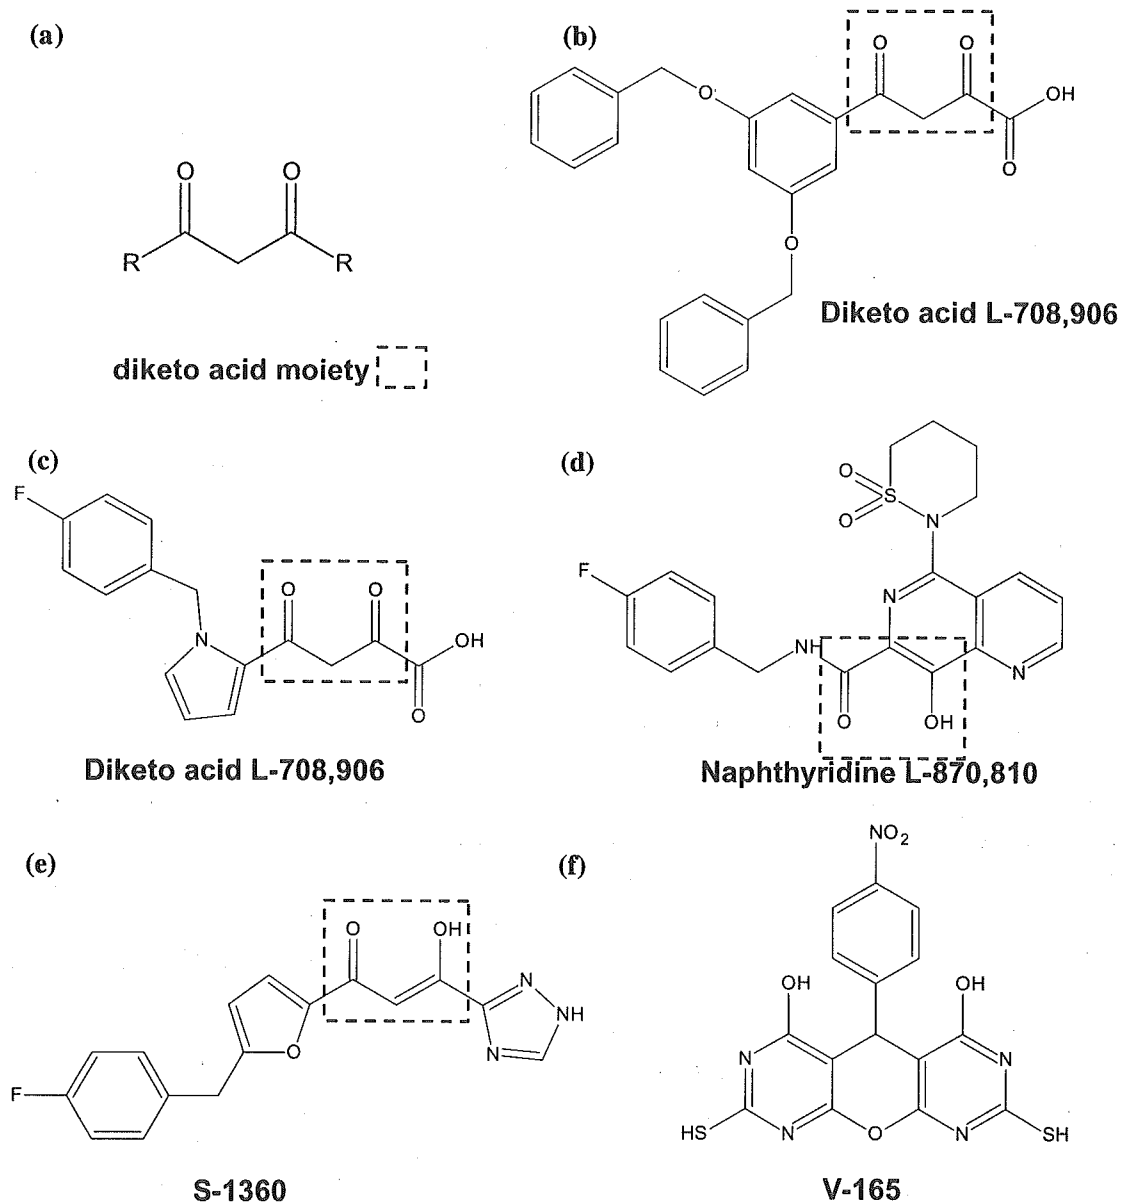 (a)
O O
R R
diketo acid moiety
(b)
O O
O OH
O
O
Diketo acid L-708,906
(c)
F
O O
N OH
O
Diketo acid L-708,906
(d)
O
S
O N
F N
NH
N
O OH
Naphthyridine L-870,810
(e)
O OH
N
NH
O N
F
S-1360
(f)
NO2
OH OH
N N
HS N O N SH
V-165